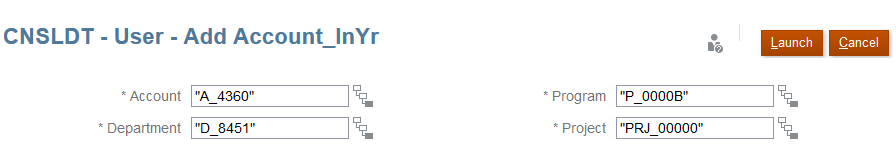 CNSLDT - User - Add Account_InYr
Launch Cancel
* Account "A_4360" * Program "P_0000B"
* Department "D_8451" * Project "PRJ_00000"